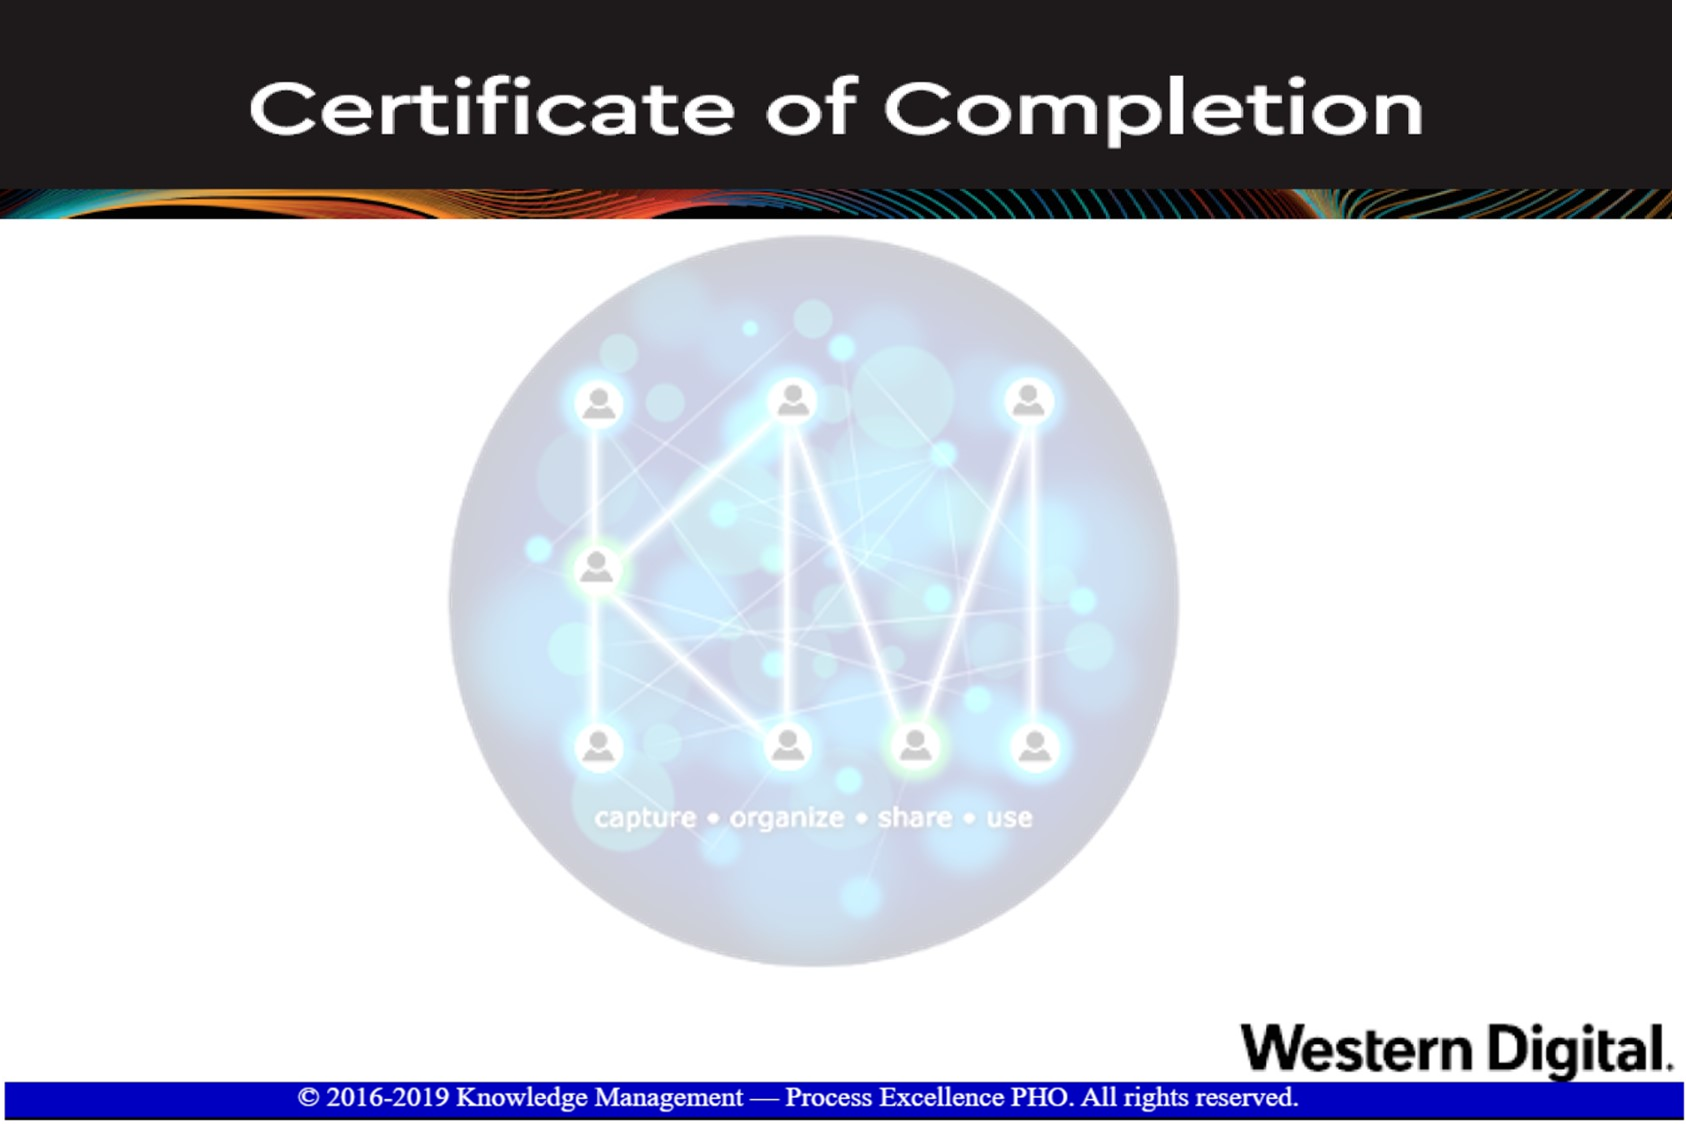 Certificate of Completion
KM
capture • organize • share • use
Western Digital.
© 2016-2019 Knowledge Management — Process Excellence PHO. All rights reserved.